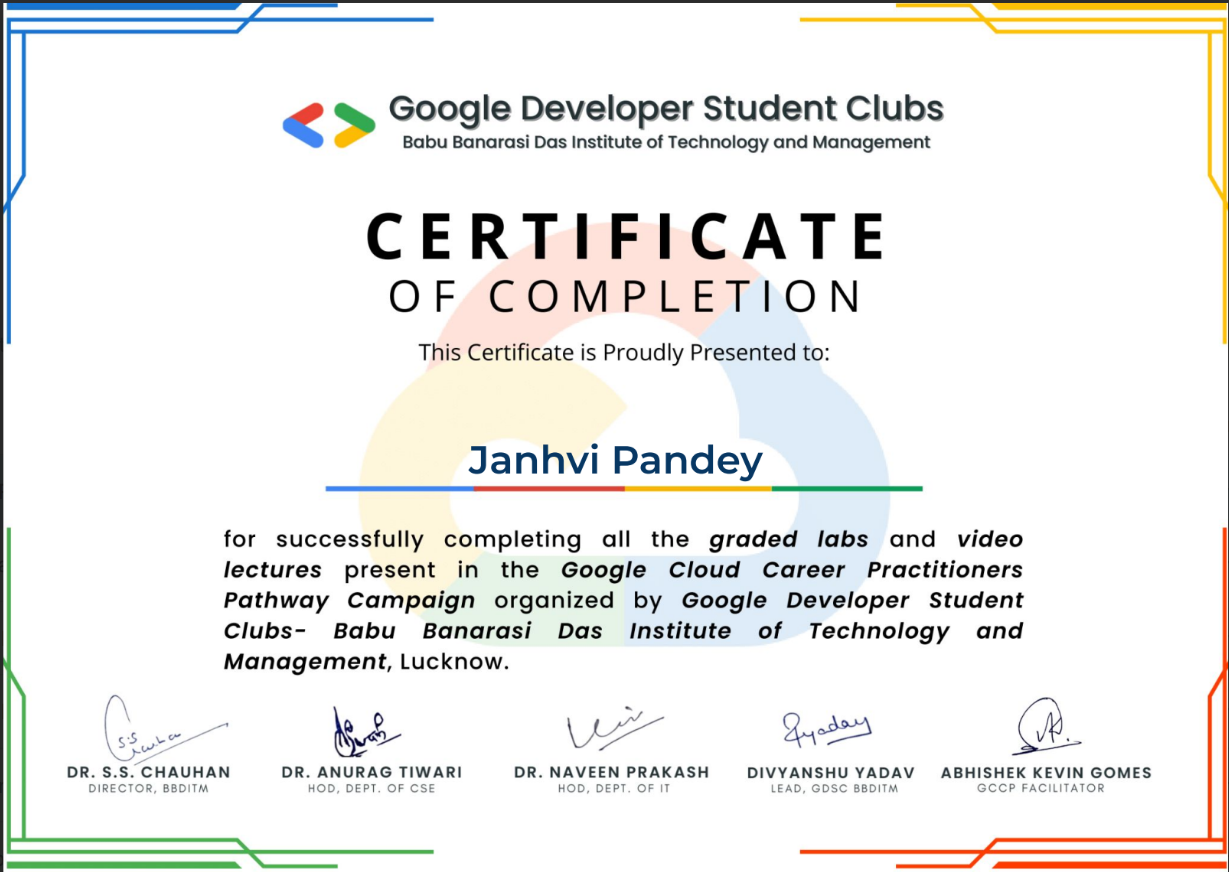 Google Developer Student Clubs
Babu Banarasi Das Institute of Technology and Management
CERTIFICATE
OF COMPLETION
This Certificate is Proudly Presented to:
Janhvi Pandey
for successfully completing all the graded labs and video
lectures present in the Google Cloud Career Practitioners
Pathway Campaign organized by Google Developer Student
Clubs- Babu Banarasi Das Institute of Technology and
Management, Lucknow.
DR. S.S. CHAUHAN DR. ANURAG TIWARI DR. NAVEEN PRAKASH DIVYANSHU YADAV ABHISHEK KEVIN GOMES
DIRECTOR, BBDITM HOD, DEPT. OF CSE HOD, DEPT. OF IT LEAD, GDSC BBDITM GCCP FACILITATOR